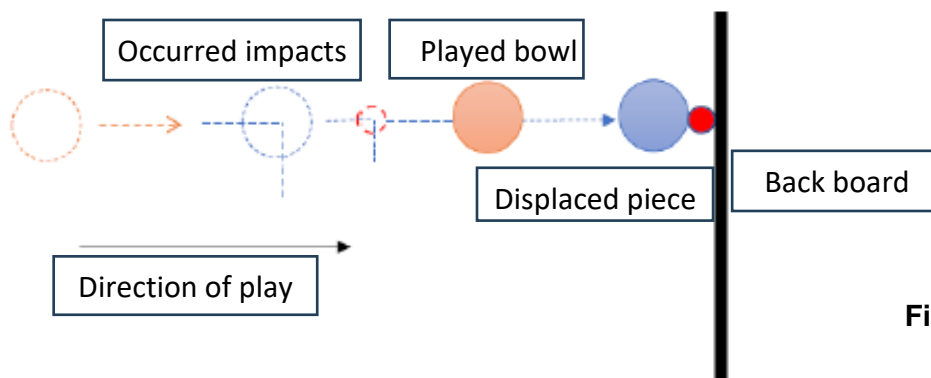 Occurred impacts
Played bowl
Displaced piece
Back board
Direction of play
Fi